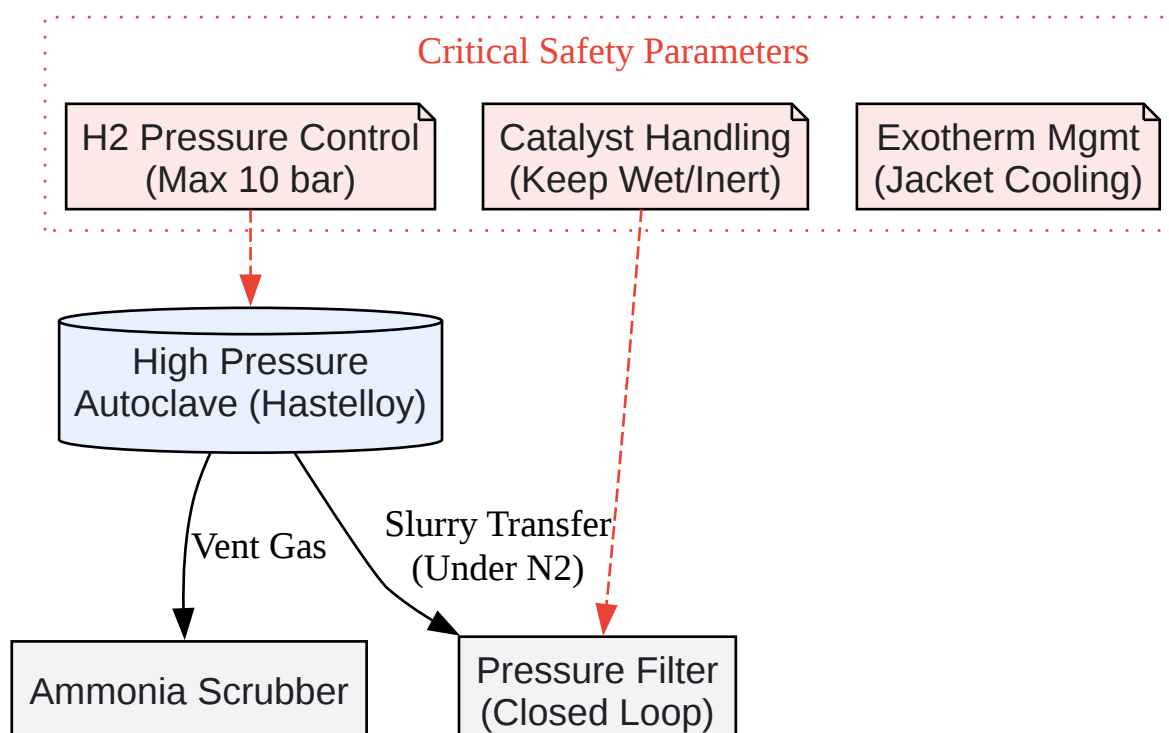 Critical Safety Parameters
H2 Pressure Control
(Max 10 bar)
Catalyst Handling
(Keep Wet/Inert)
Exotherm Mgmt
(Jacket Cooling)
High Pressure
Autoclave (Hastelloy)
Vent Gas
Slurry Transfer
(Under N2)
Ammonia Scrubber
Pressure Filter
(Closed Loop)